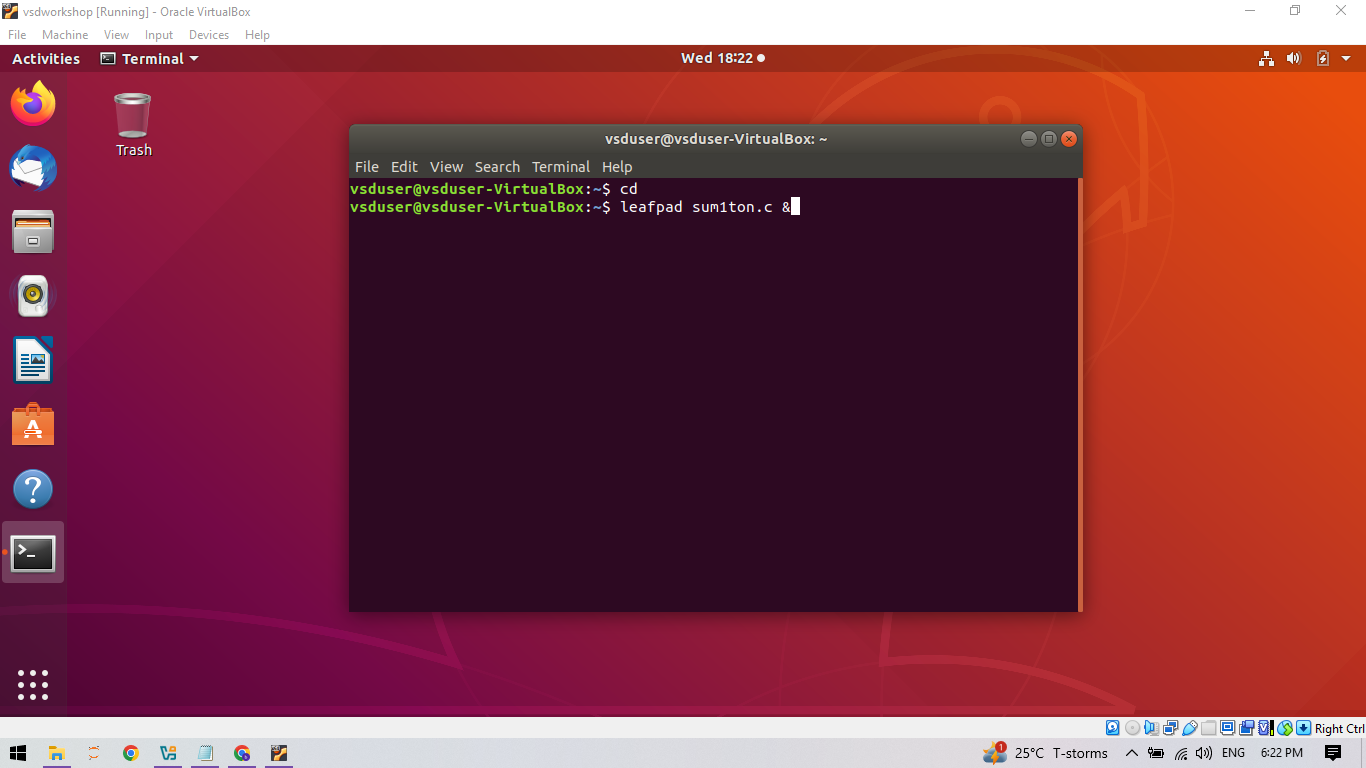 vsdworkshop [Running] - Oracle VirtualBox
File Machine View Input Devices Help
Activities Terminal Wed 18:22
Trash
vsduser@vsduser-VirtualBox: ~
File Edit View Search Terminal Help
vsduser@vsduser-VirtualBox:~$ cd
vsduser@vsduser-VirtualBox:~$ leafpad sum1ton.c &
Right Ctrl
1 25°C T-storms ENG 6:22 PM